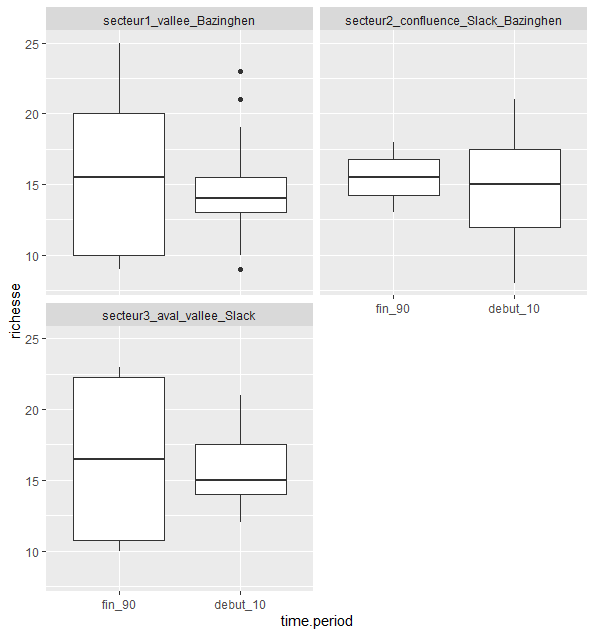 secteur1_vallee_Bazinghen
secteur2_confluence_Slack_Bazinghen
25
20
15
10
fin_90
debut_10
secteur3_aval_vallee_Slack
25
20
15
10
fin_90
debut_10
richesse
time.period